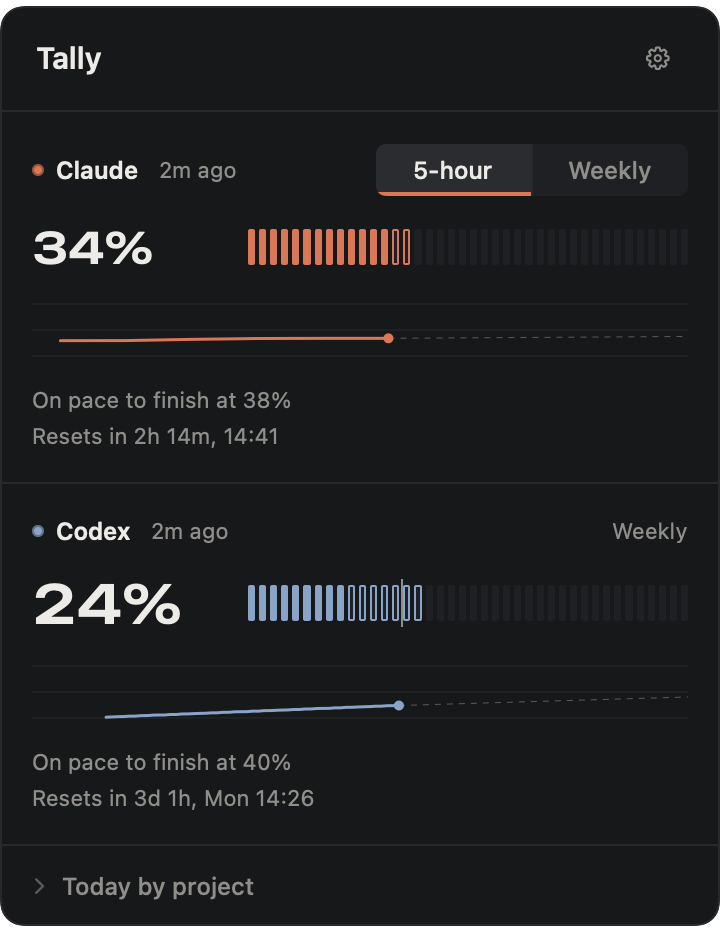 Tally
Claude 2m ago 5-hour Weekly
34%
On pace to finish at 38%
Resets in 2h 14m, 14:41
Codex 2m ago Weekly
24%
On pace to finish at 40%
Resets in 3d 1h, Mon 14:26
Today by project